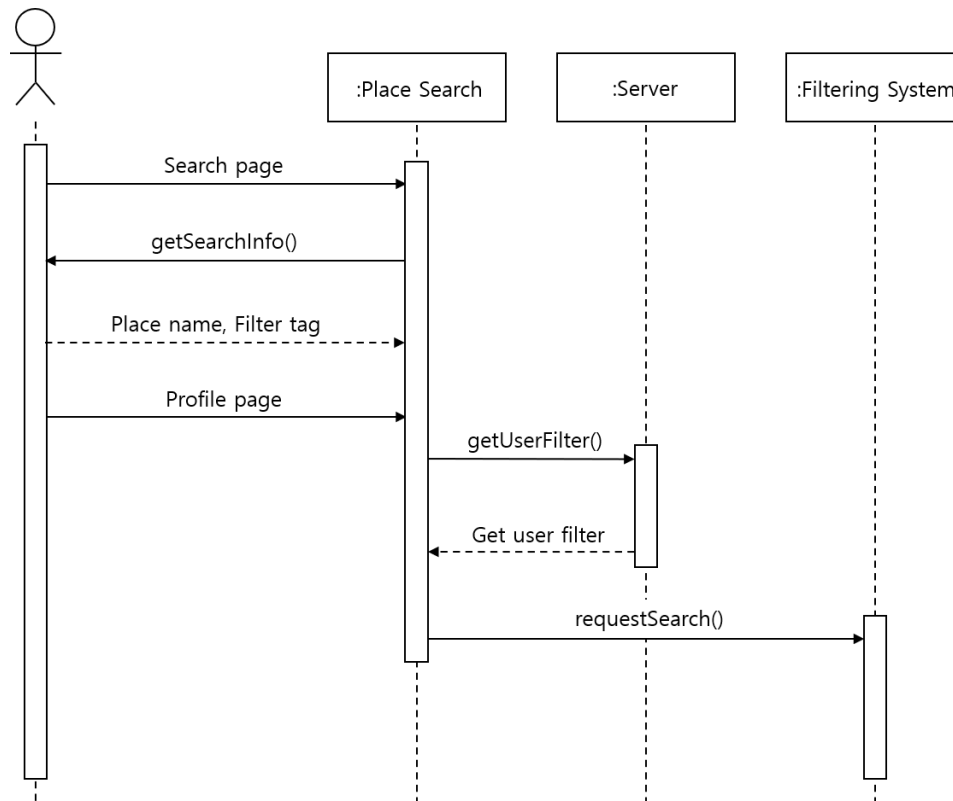 :Place Search
:Server
:Filtering System
Search page
getSearchInfo()
Place name, Filter tag
Profile page
getUserFilter()
Get user filter
requestSearch()